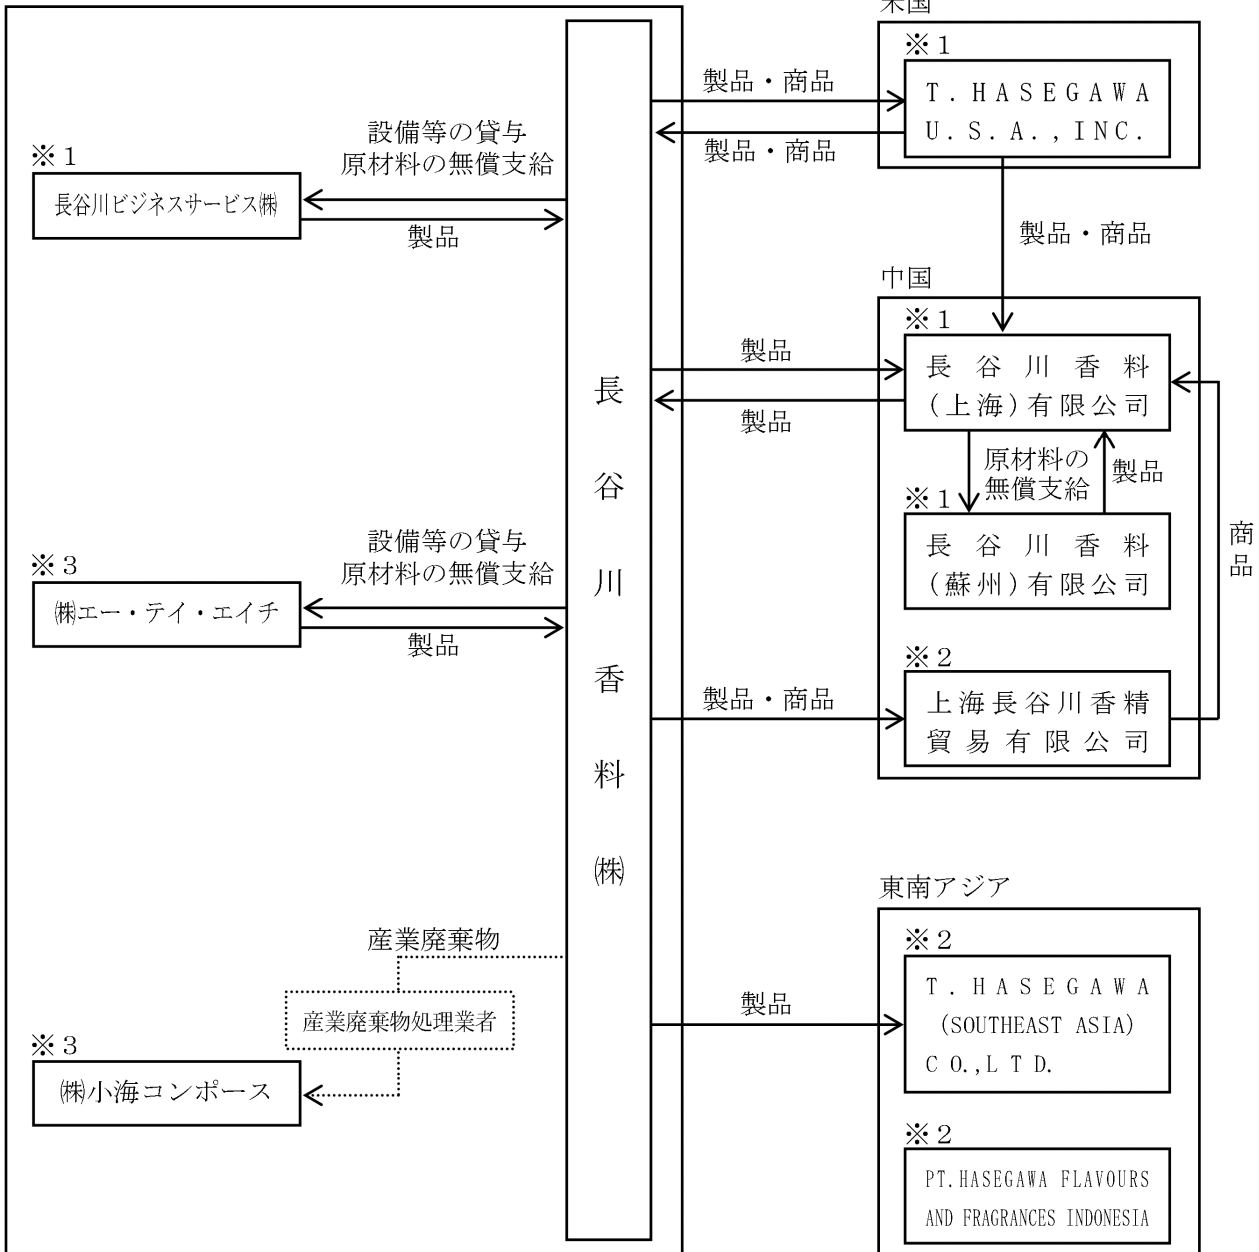 米国
※１
T.HASEGAWA
U.S.A.,INC.
製品・商品
製品・商品
設備等の貸与
原材料の無償支給
※１
長谷川ビジネスサービス㈱
製品
製品・商品
中国
※１
長谷川香料
(上海)有限公司
製品
製品
原材料の
無償支給
製品
※１
長谷川香料
(蘇州)有限公司
商品
長谷川香料㈱
設備等の貸与
原材料の無償支給
※３
㈱エー・テイ・エイチ
製品
※２
上海長谷川香精
貿易有限公司
製品・商品
東南アジア
※２
T.HASEGAWA
(SOUTHEAST ASIA)
CO.,LTD.
製品
産業廃棄物
産業廃棄物処理業者
※３
㈱小海コンポース
※２
PT.HASEGAWA FLAVOURS
AND FRAGRANCES INDONESIA